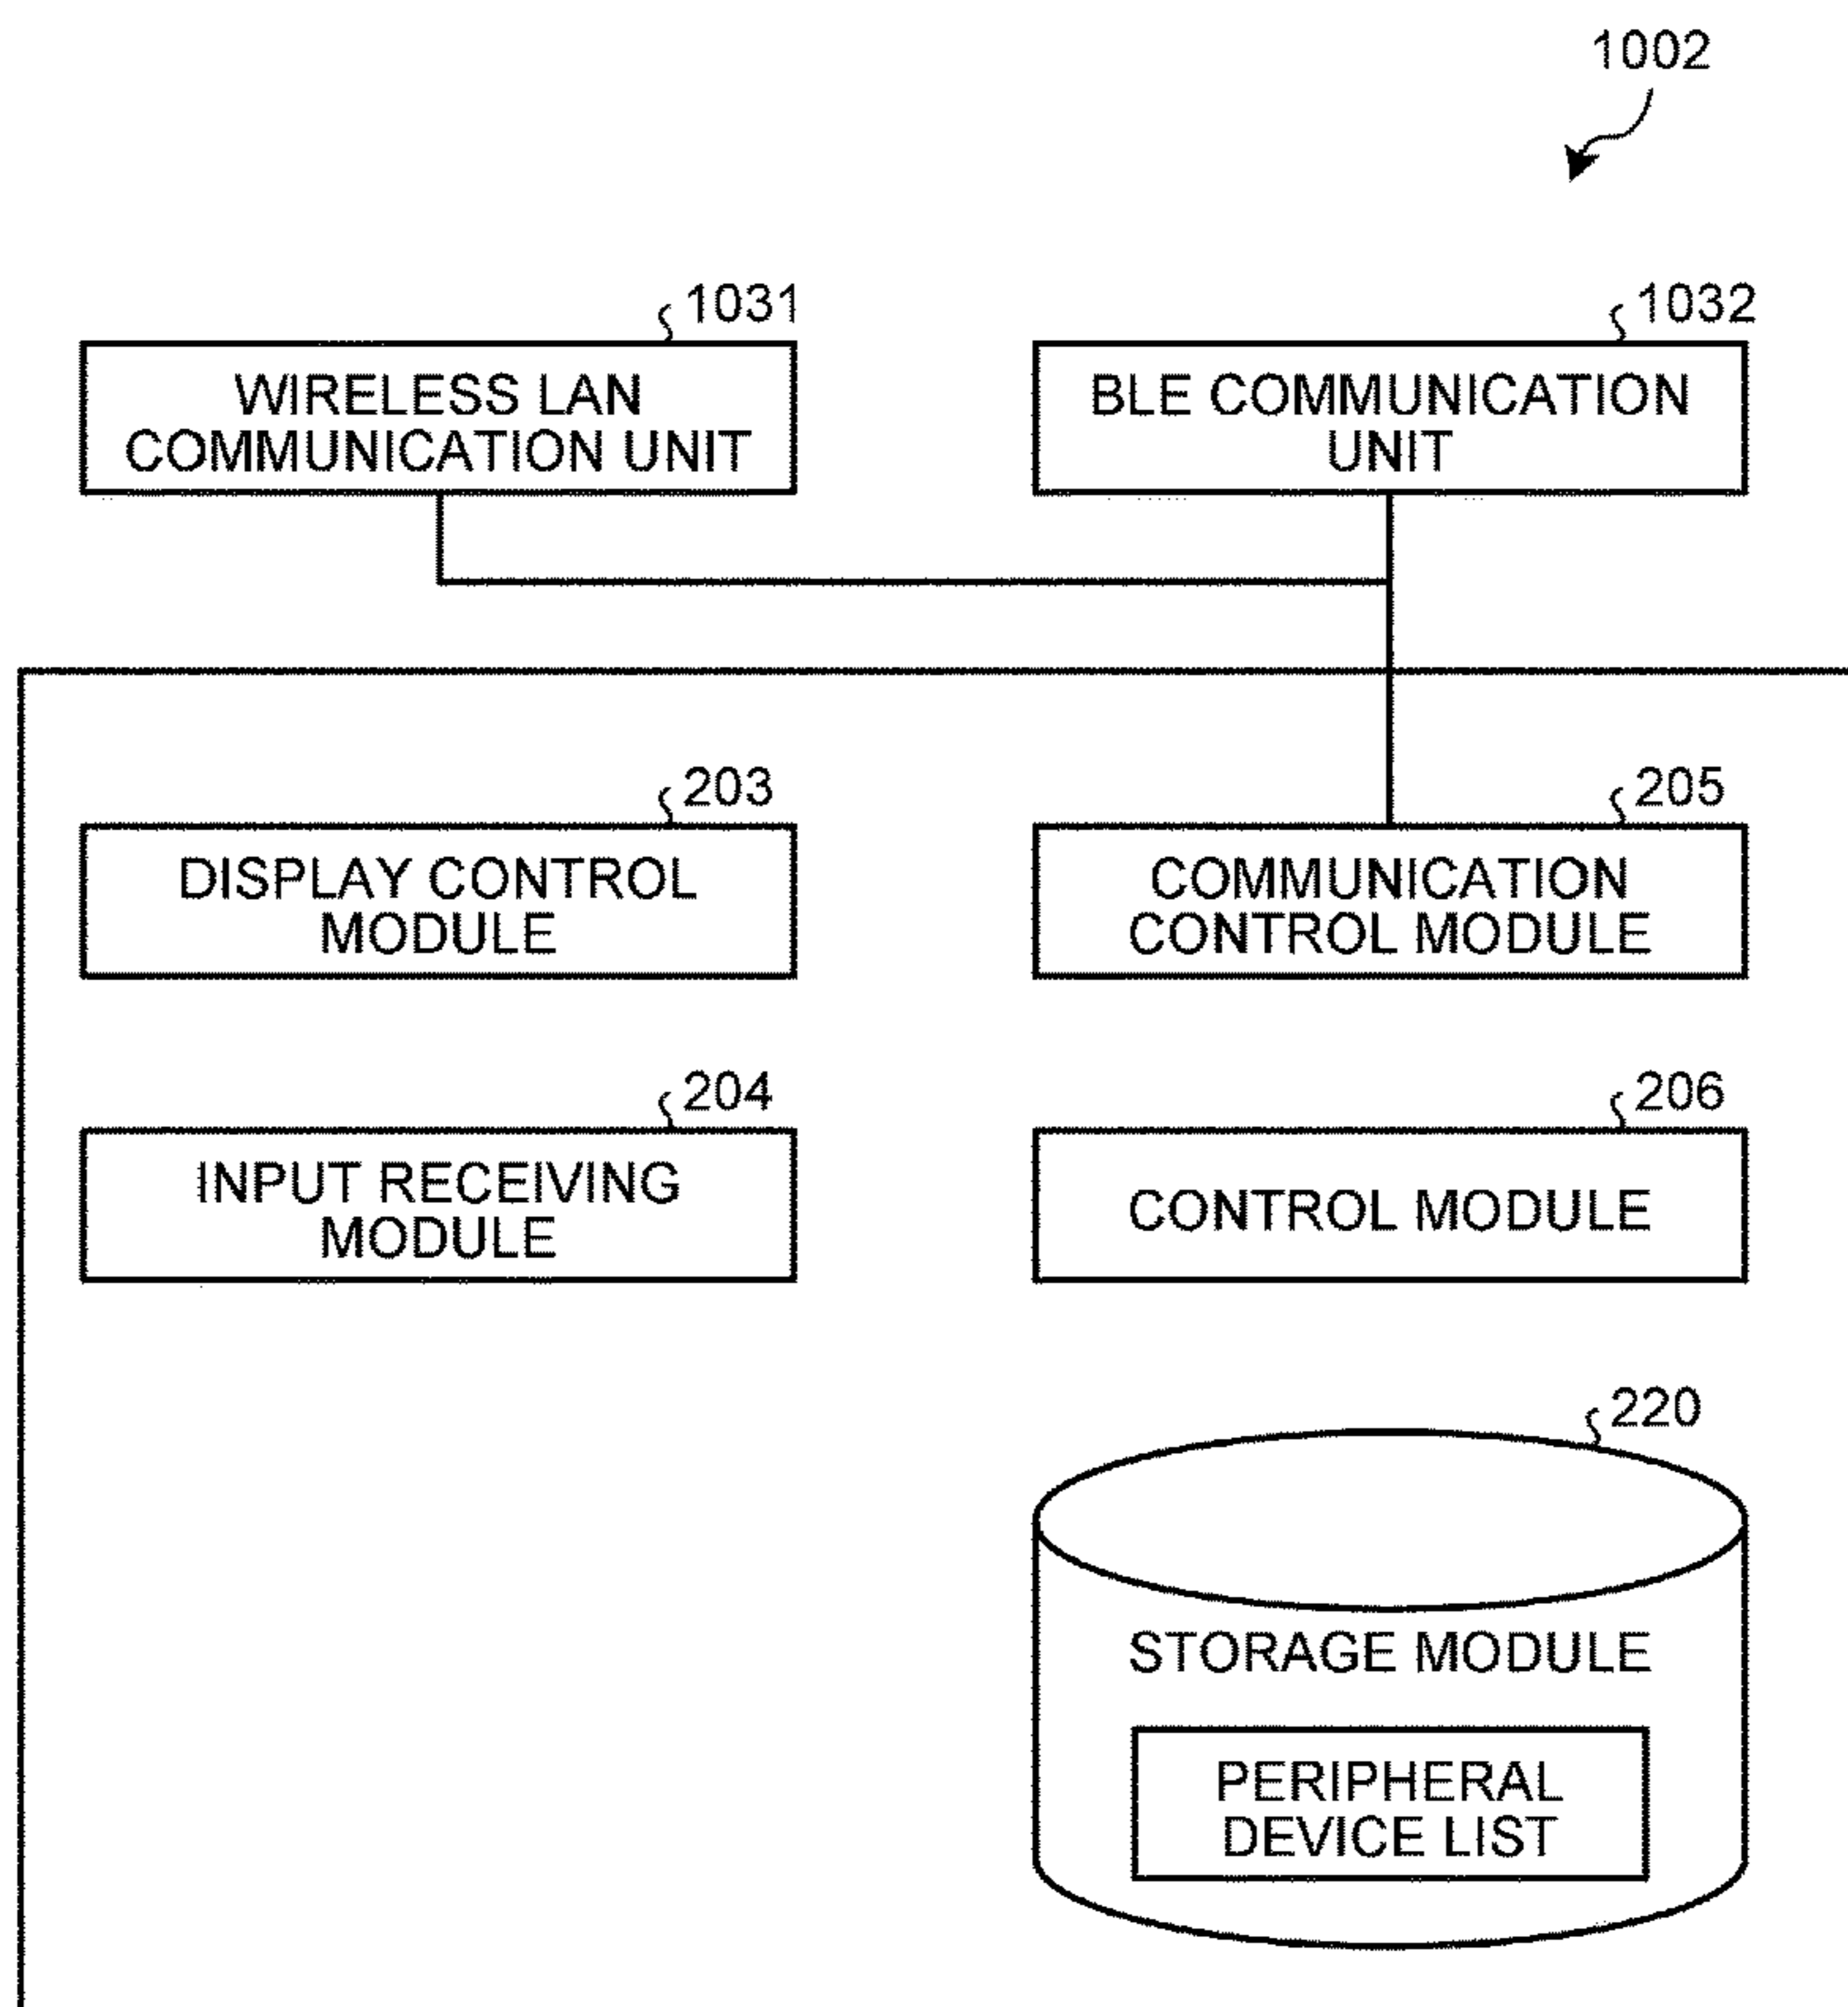 1002
1031
WIRELESS LAN
COMMUNICATION UNIT
1032
BLE COMMUNICATION
UNIT
203
DISPLAY CONTROL
MODULE
205
COMMUNICATION
CONTROL MODULE
204
INPUT RECEIVING
MODULE
206
CONTROL MODULE
220
STORAGE MODULE
PERIPHERAL
DEVICE LIST